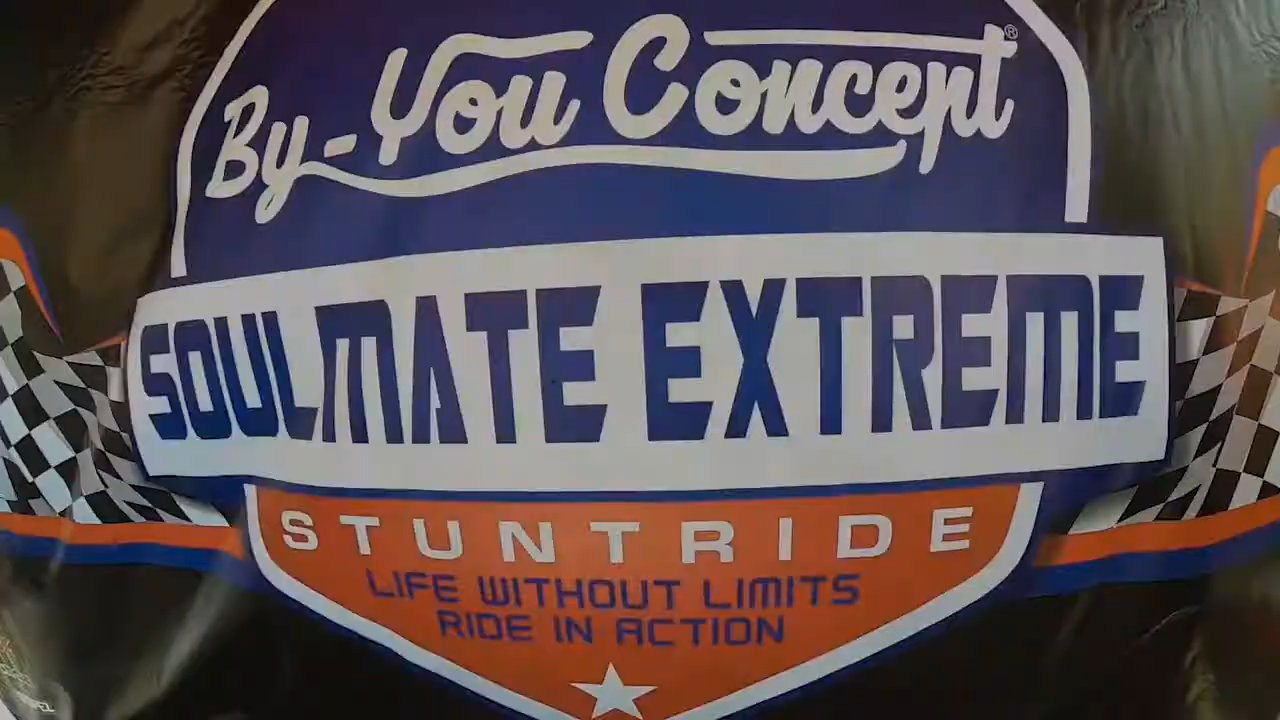 By-You Concept®
SOULMATE EXTREME
STUNTRIDE
LIFE WITHOUT LIMITS
RIDE IN ACTION